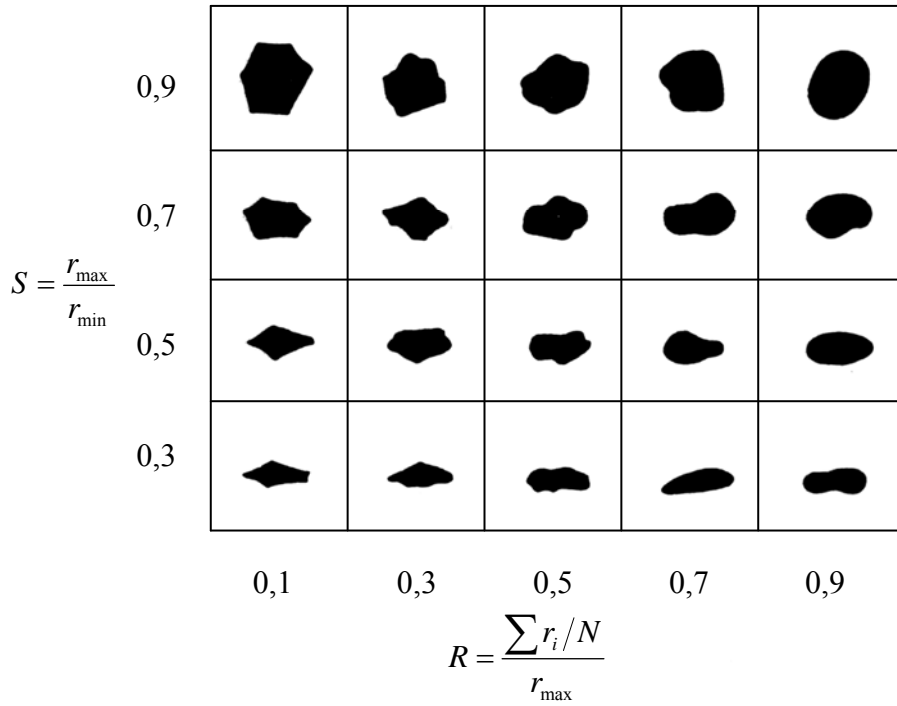 0,9
0,7
S = r_max / r_min
0,5
0,3
0,1 0,3 0,5 0,7 0,9
R = (∑ r_i / N) / r_max